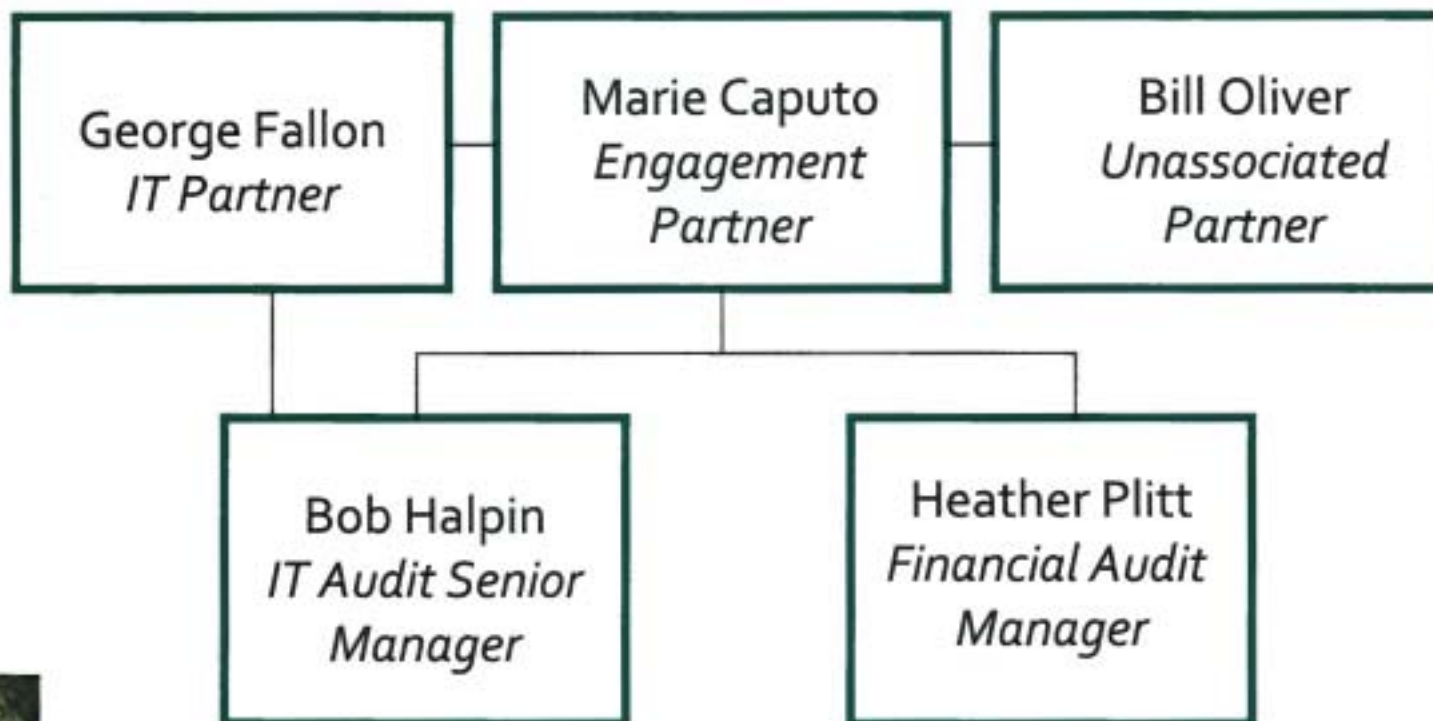 George Fallon
IT Partner
Marie Caputo
Engagement
Partner
Bill Oliver
Unassociated
Partner
Bob Halpin
IT Audit Senior
Manager
Heather Plitt
Financial Audit
Manager